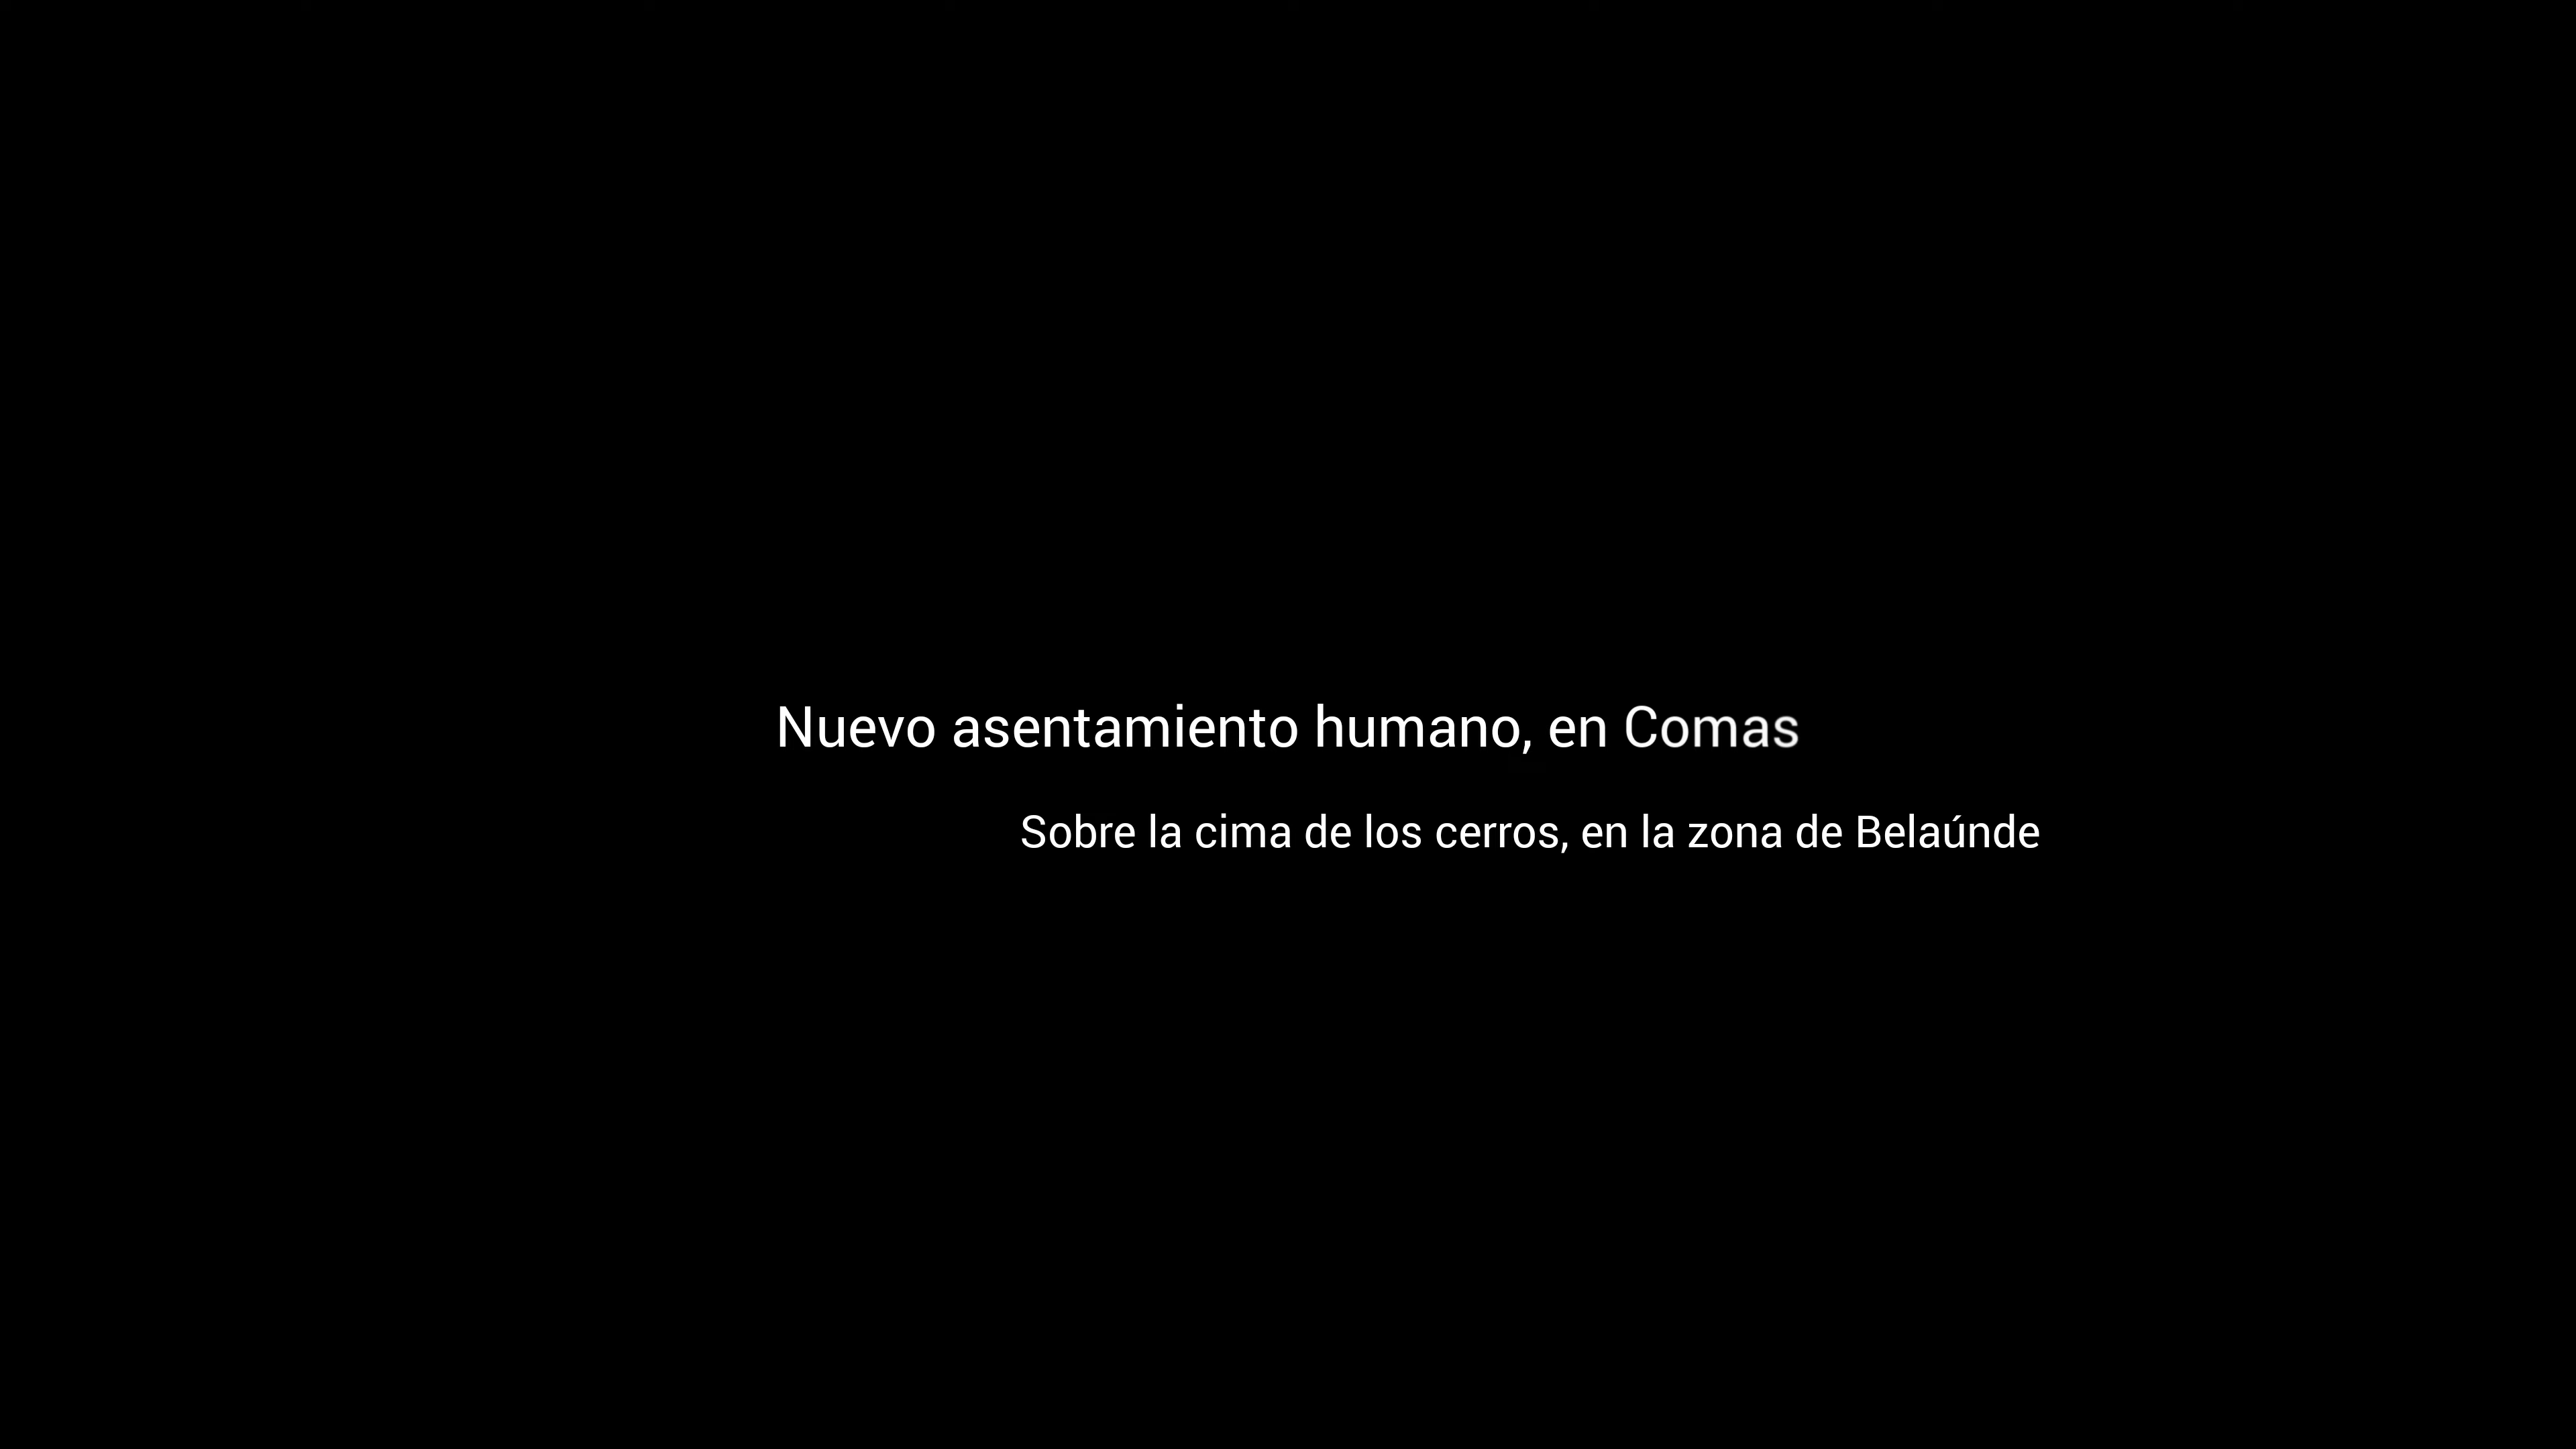 Nuevo asentamiento humano, en Comas
Sobre la cima de los cerros, en la zona de Belaúnde